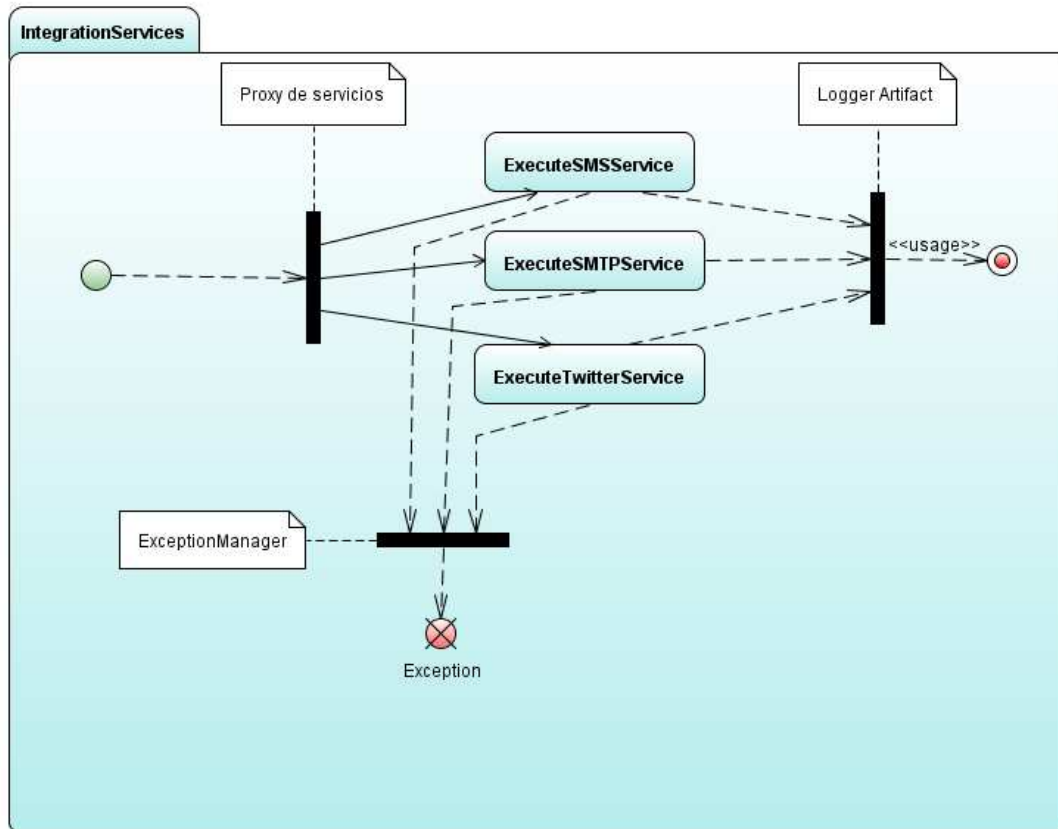 IntegrationServices
Proxy de servicios
Logger Artifact
ExecuteSMSService
<<usage>>
ExecuteSMTPService
ExecuteTwitterService
ExceptionManager
Exception